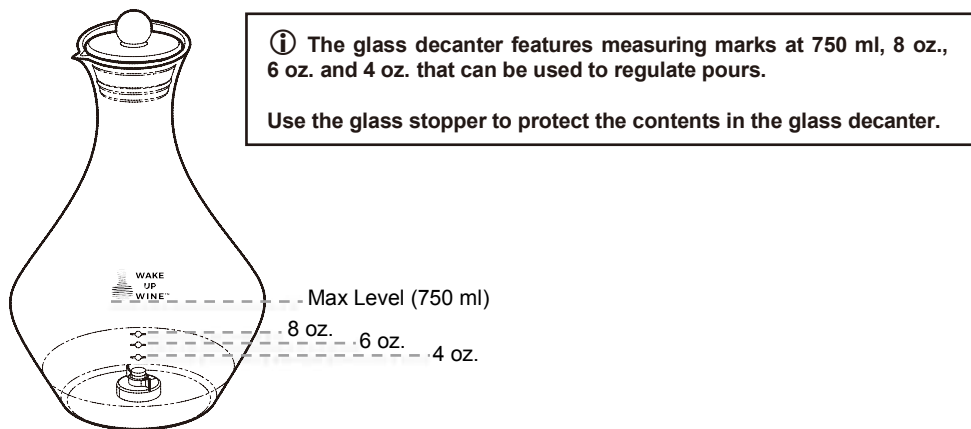 ⓘ The glass decanter features measuring marks at 750 ml, 8 oz.,
6 oz. and 4 oz. that can be used to regulate pours.
Use the glass stopper to protect the contents in the glass decanter.
WAKE
UP
WINE™
Max Level (750 ml)
8 oz.
6 oz.
4 oz.